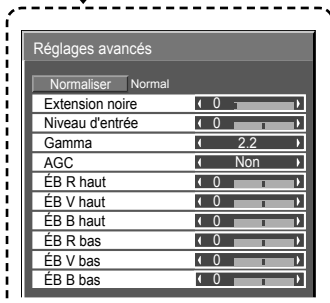 Réglages avancés
Normaliser Normal
Extension noire 0
Niveau d'entrée 0
Gamma 2.2
AGC Non
ÉB R haut 0
ÉB V haut 0
ÉB B haut 0
ÉB R bas 0
ÉB V bas 0
ÉB B bas 0